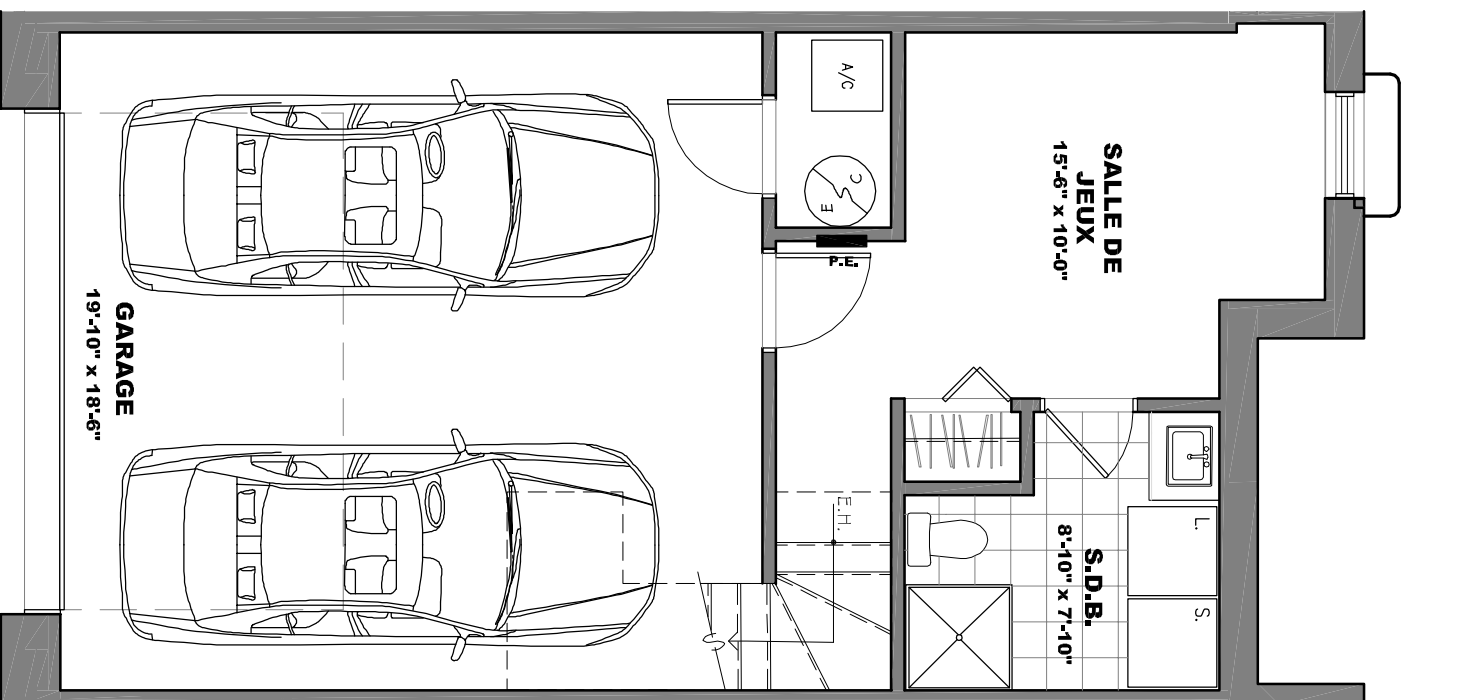 A/C
C
E
P.E.
SALLE DE
JEUX
15'-6" x 10'-0"
GARAGE
19'-10" x 18'-6"
E.H.
L.
S.
S.D.B.
8'-10" x 7'-10"